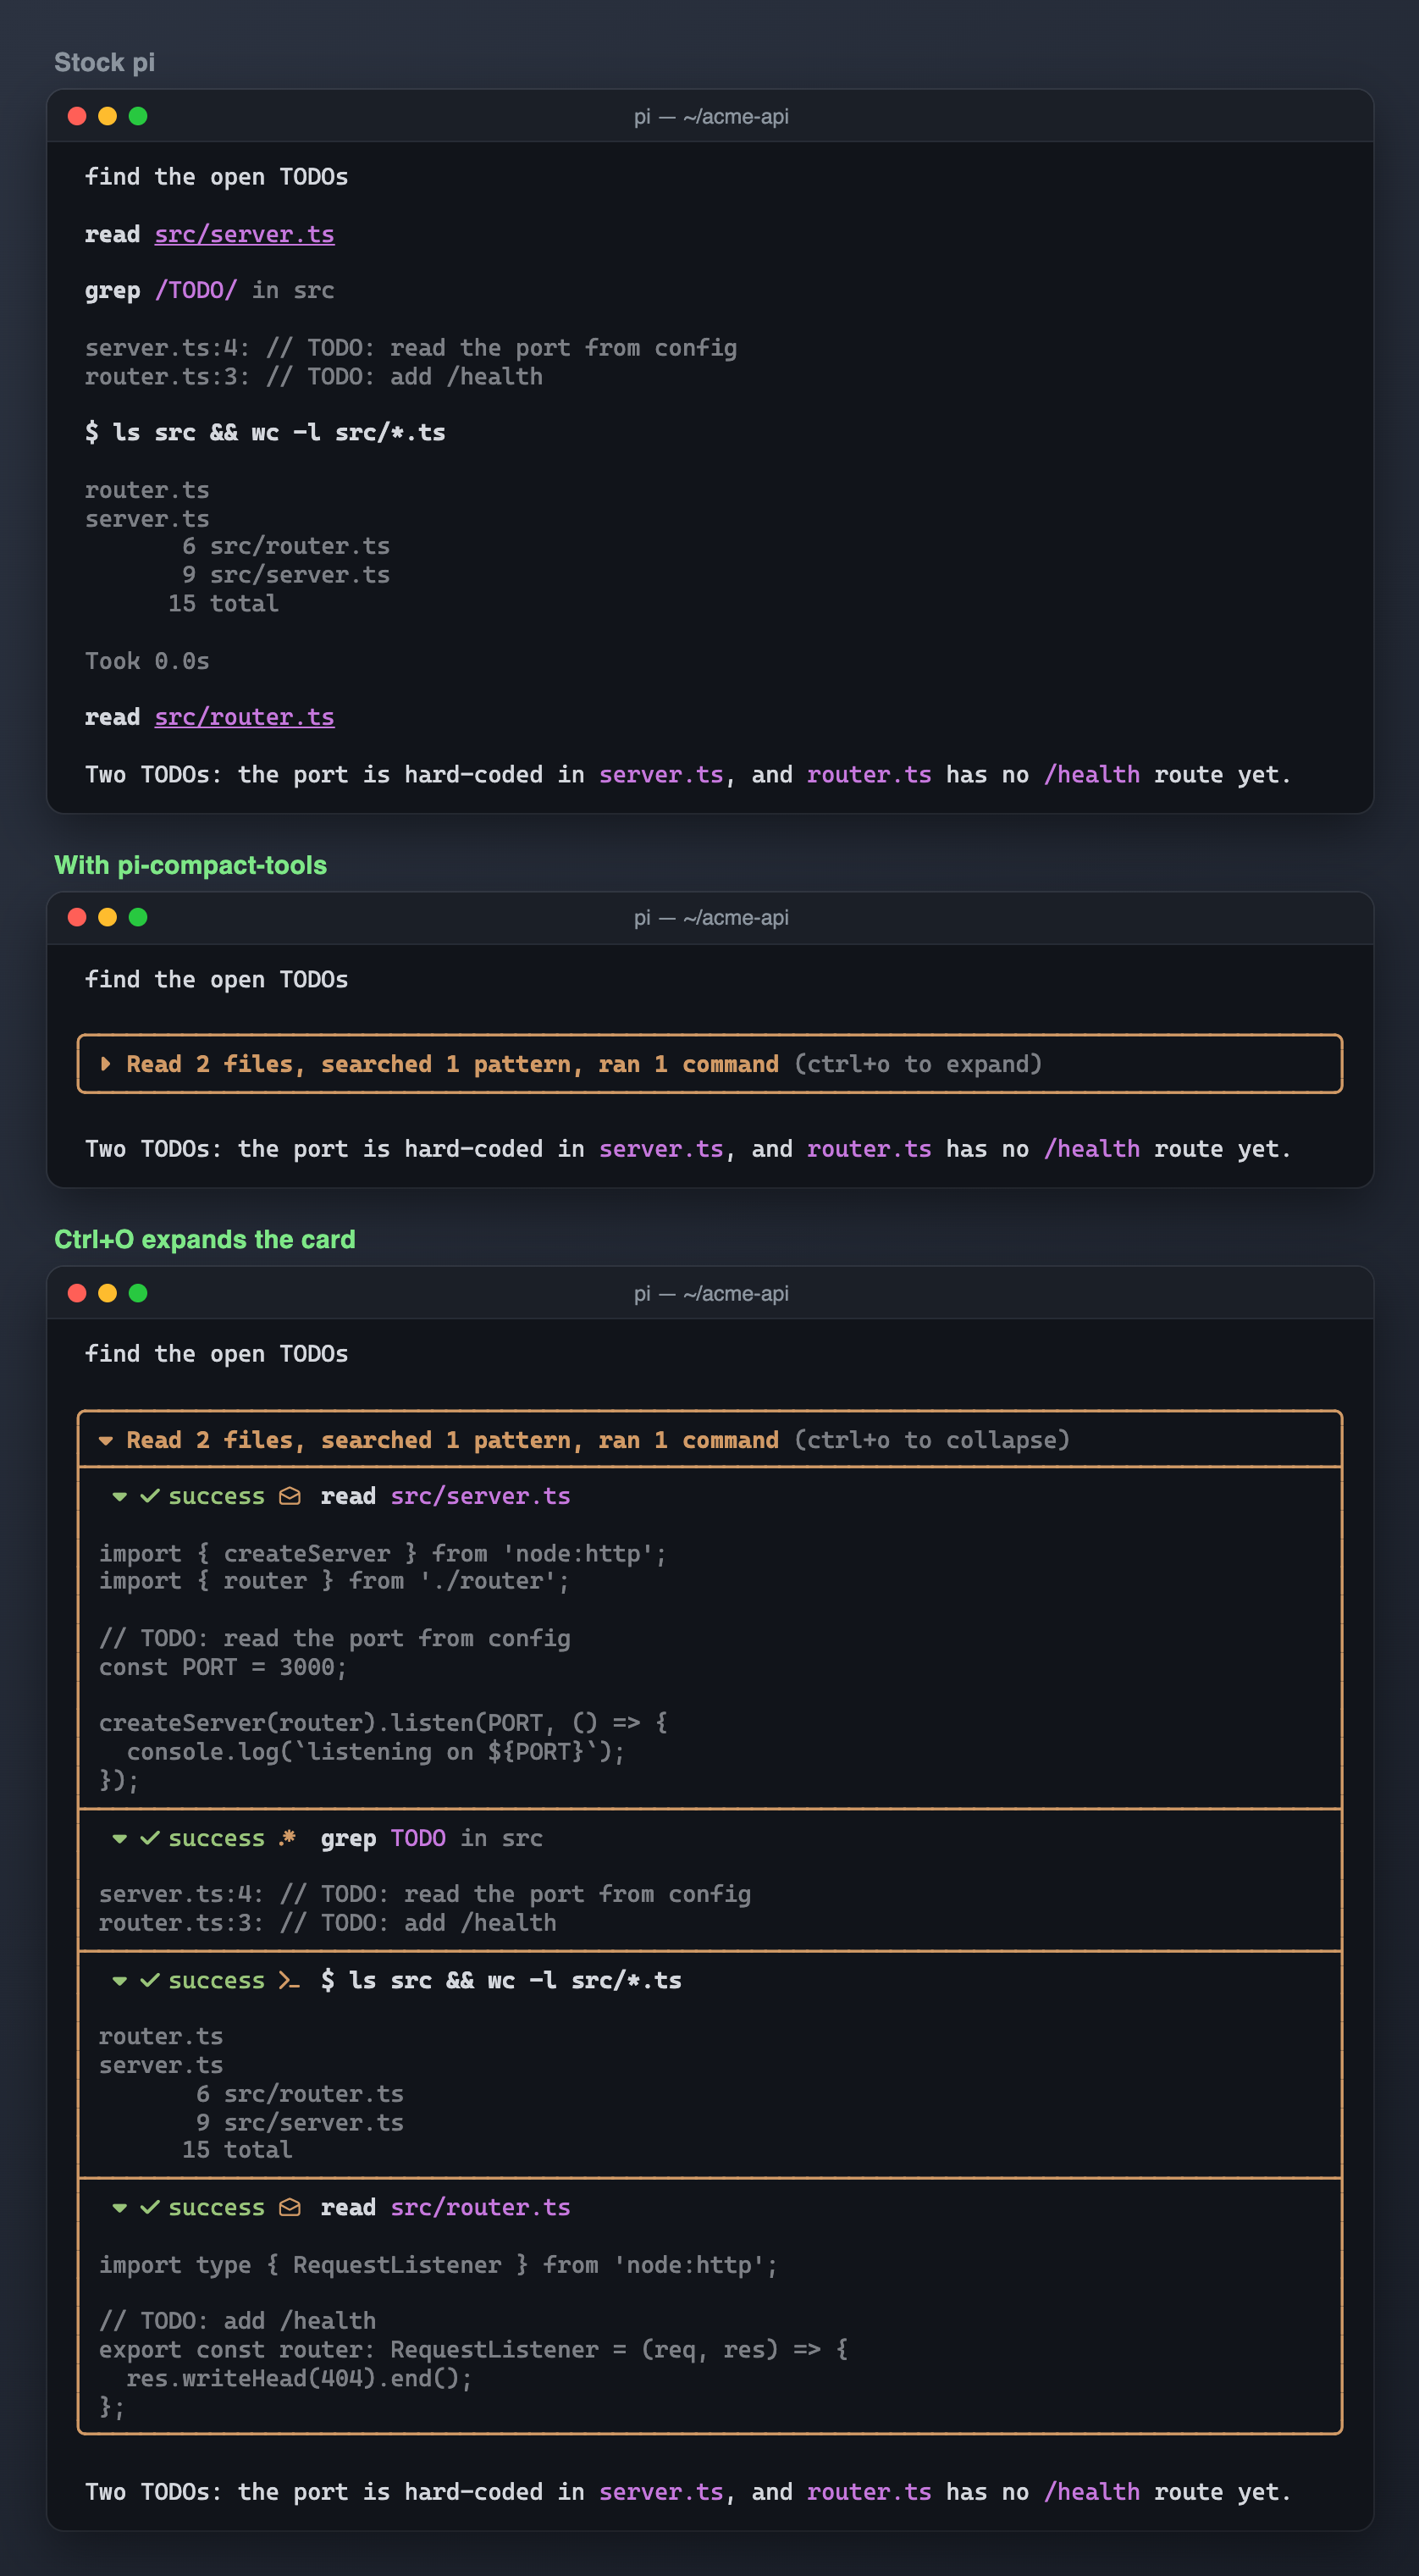 Stock pi
pi — ~/acme-api
find the open TODOs
read src/server.ts
grep /TODO/ in src
server.ts:4: // TODO: read the port from config
router.ts:3: // TODO: add /health
$ ls src && wc -l src/*.ts
router.ts
server.ts
6 src/router.ts
9 src/server.ts
15 total
Took 0.0s
read src/router.ts
Two TODOs: the port is hard-coded in server.ts, and router.ts has no /health route yet.
With pi-compact-tools
pi — ~/acme-api
find the open TODOs
Read 2 files, searched 1 pattern, ran 1 command (ctrl+o to expand)
Two TODOs: the port is hard-coded in server.ts, and router.ts has no /health route yet.
Ctrl+O expands the card
pi — ~/acme-api
find the open TODOs
Read 2 files, searched 1 pattern, ran 1 command (ctrl+o to collapse)
success read src/server.ts
import { createServer } from 'node:http';
import { router } from './router';
// TODO: read the port from config
const PORT = 3000;
createServer(router).listen(PORT, () => {
console.log(`listening on ${PORT}`);
});
success .* grep TODO in src
server.ts:4: // TODO: read the port from config
router.ts:3: // TODO: add /health
success >_ $ ls src && wc -l src/*.ts
router.ts
server.ts
6 src/router.ts
9 src/server.ts
15 total
success read src/router.ts
import type { RequestListener } from 'node:http';
// TODO: add /health
export const router: RequestListener = (req, res) => {
res.writeHead(404).end();
};
Two TODOs: the port is hard-coded in server.ts, and router.ts has no /health route yet.